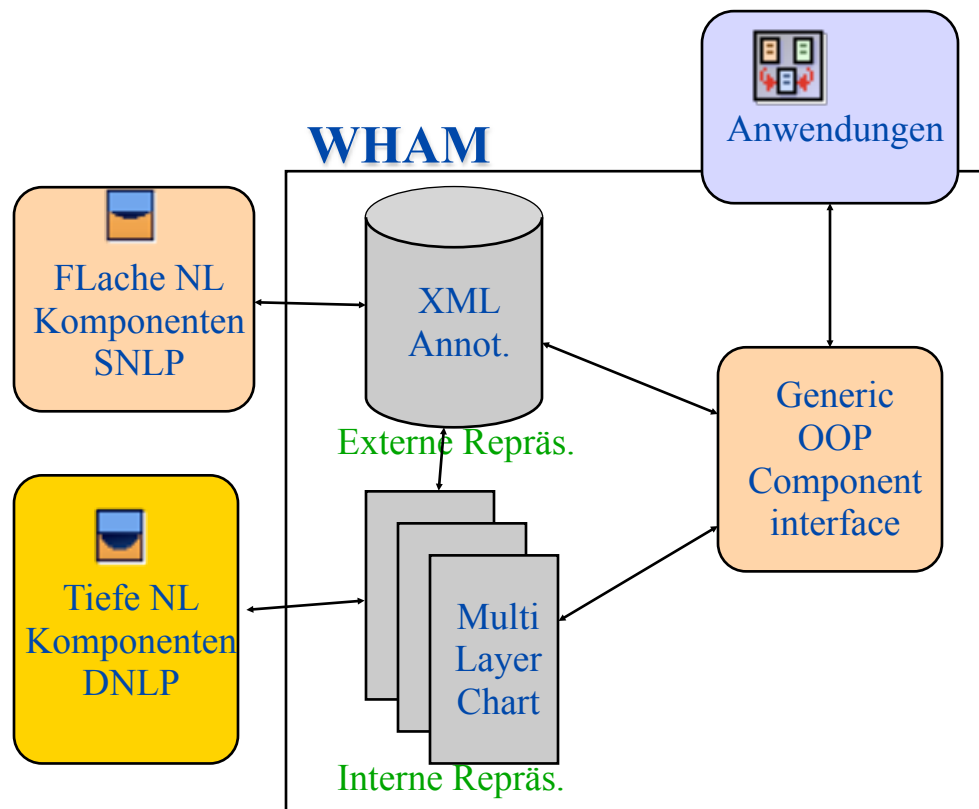 Anwendungen
WHAM
FLache NL
Komponenten
SNLP
XML
Annot.
Externe Repräs.
Generic
OOP
Component
interface
Tiefe NL
Komponenten
DNLP
Multi
Layer
Chart
Interne Repräs.